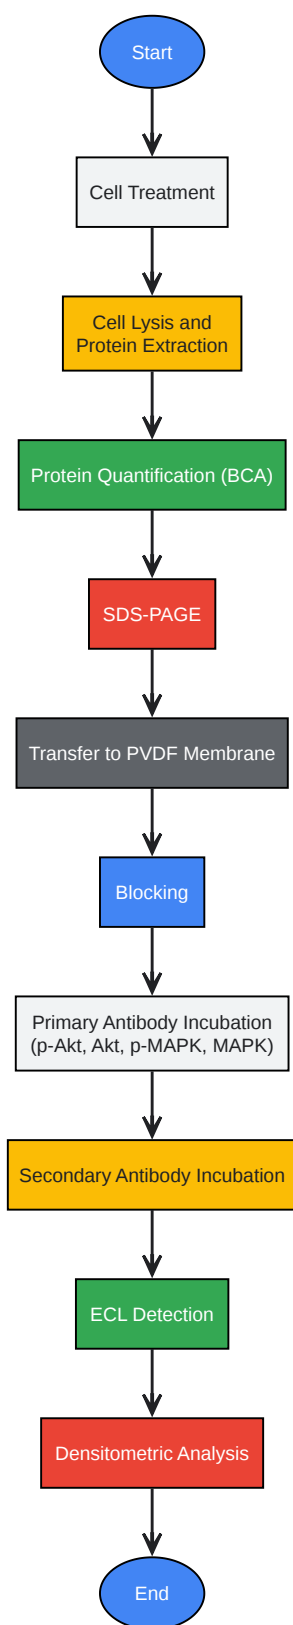 Start
Cell Treatment
Cell Lysis and
Protein Extraction
Protein Quantification (BCA)
SDS-PAGE
Transfer to PVDF Membrane
Blocking
Primary Antibody Incubation
(p-Akt, Akt, p-MAPK, MAPK)
Secondary Antibody Incubation
ECL Detection
Densitometric Analysis
End